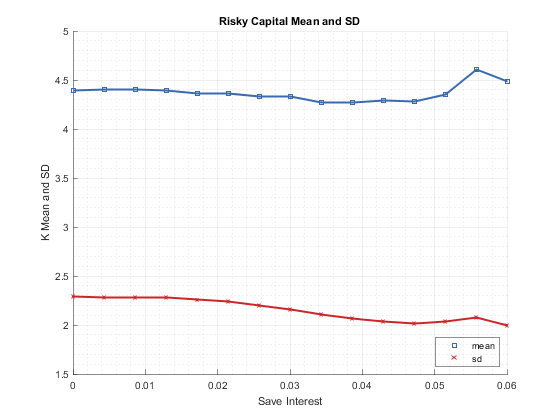 Risky Capital Mean and SD
5
4.5
4
3.5
3
2.5
2
1.5
K Mean and SD
0 0.01 0.02 0.03 0.04 0.05 0.06
Save Interest
mean
sd